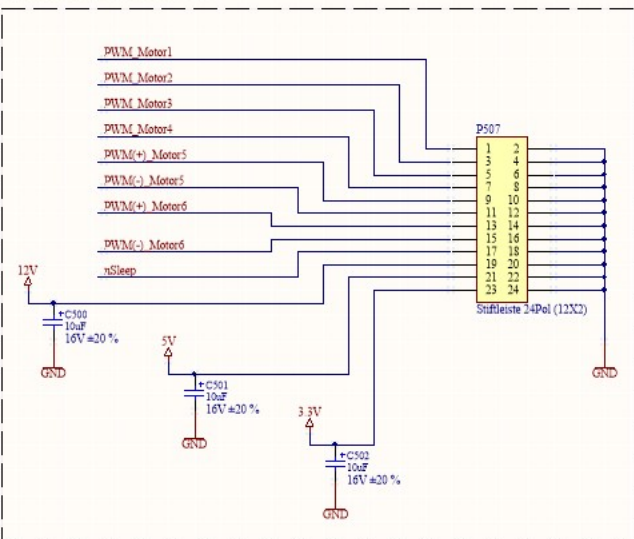 PWM_Motor1
PWM_Motor2
PWM_Motor3
PWM_Motor4
PWM(+)_Motor5
PWM(-)_Motor5
PWM(+)_Motor6
PWM(-)_Motor6
nSleep
P507
1 2
3 4
5 6
7 8
9 10
11 12
13 14
15 16
17 18
19 20
21 22
23 24
Stiftleiste 24Pol (12X2)
12V
C500
10uF
16V ±20 %
GND
5V
C501
10uF
16V ±20 %
GND
3.3V
C502
10uF
16V ±20 %
GND
GND